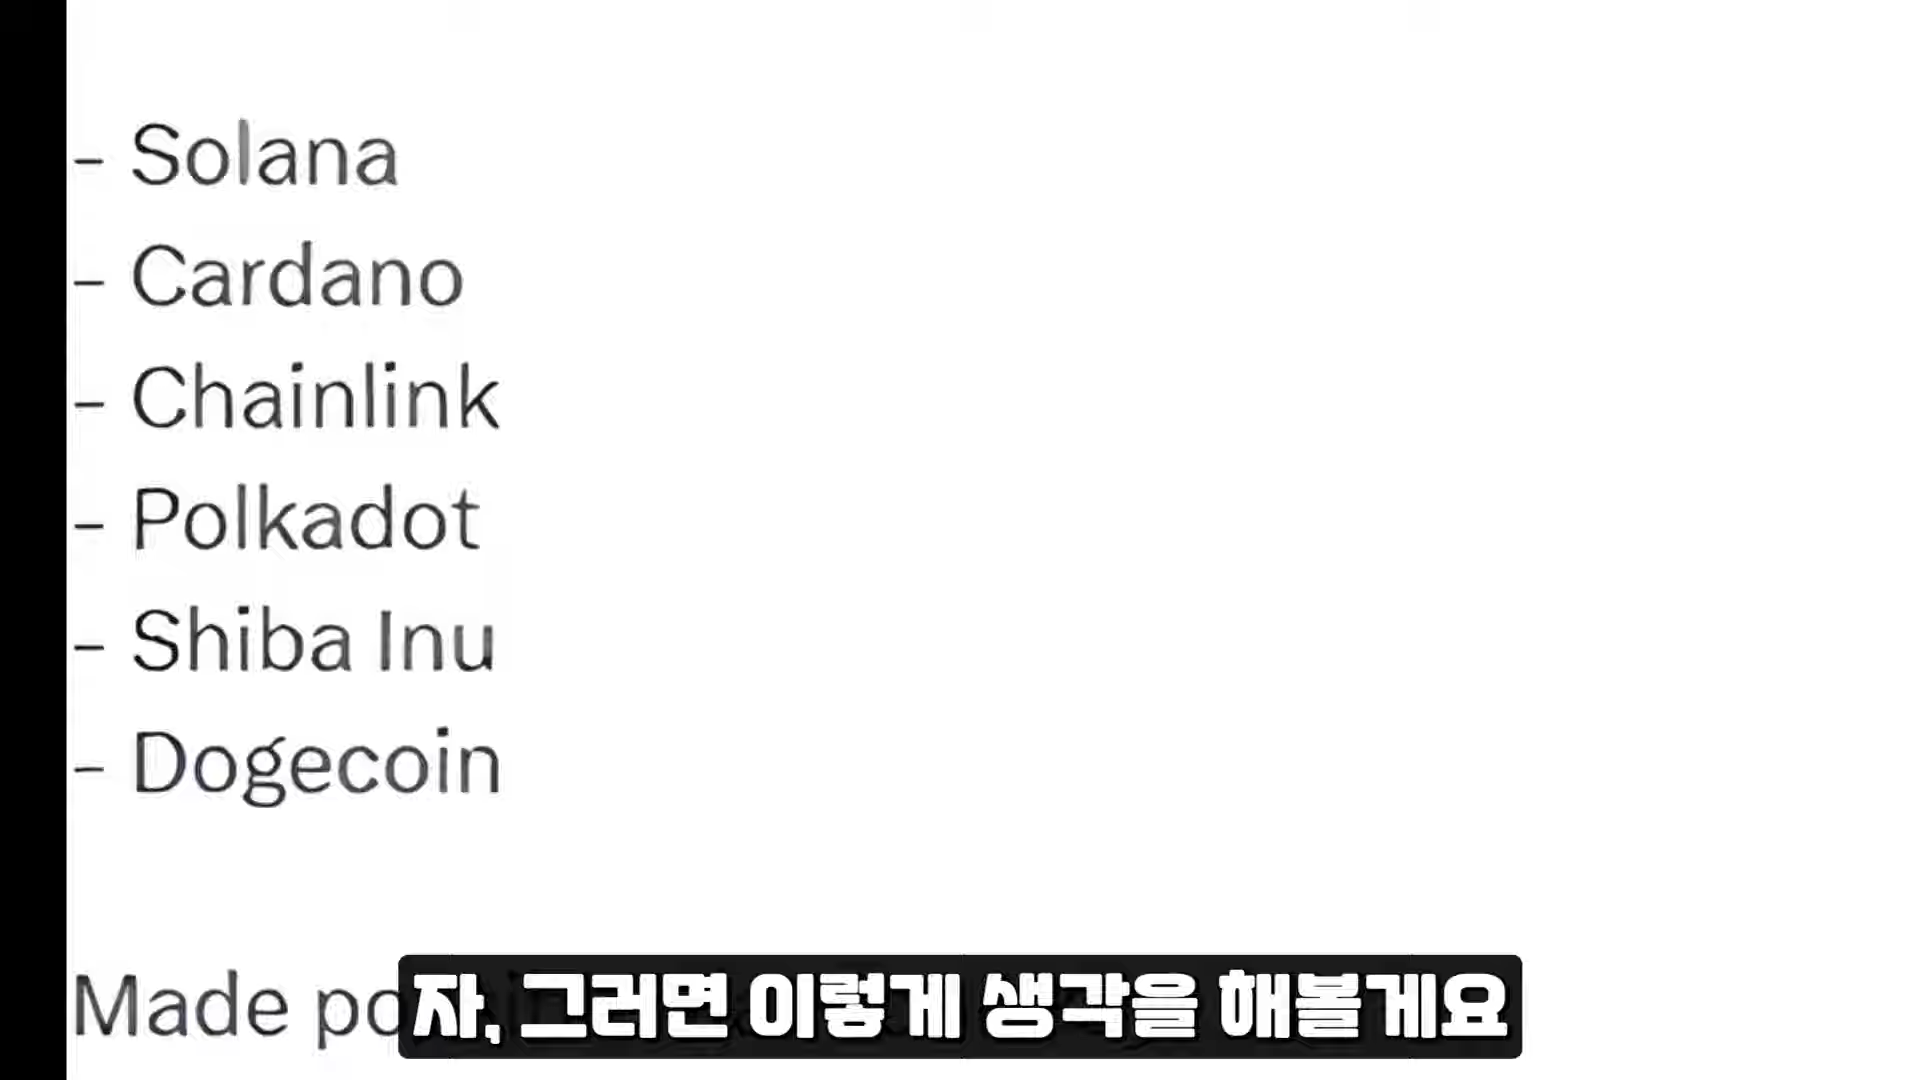 - Solana
- Cardano
- Chainlink
- Polkadot
- Shiba Inu
- Dogecoin
Made
자, 그러면 이렇게 생각을 해볼게요